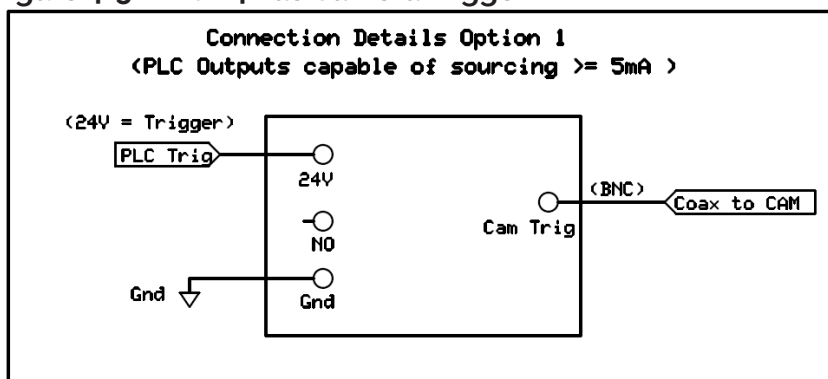 Connection Details Option 1
(PLC Outputs capable of sourcing >= 5mA )
(24V = Trigger)
PLC Trig
24V
(BNC)
Coax to CAM
Cam Trig
NO
Gnd
Gnd